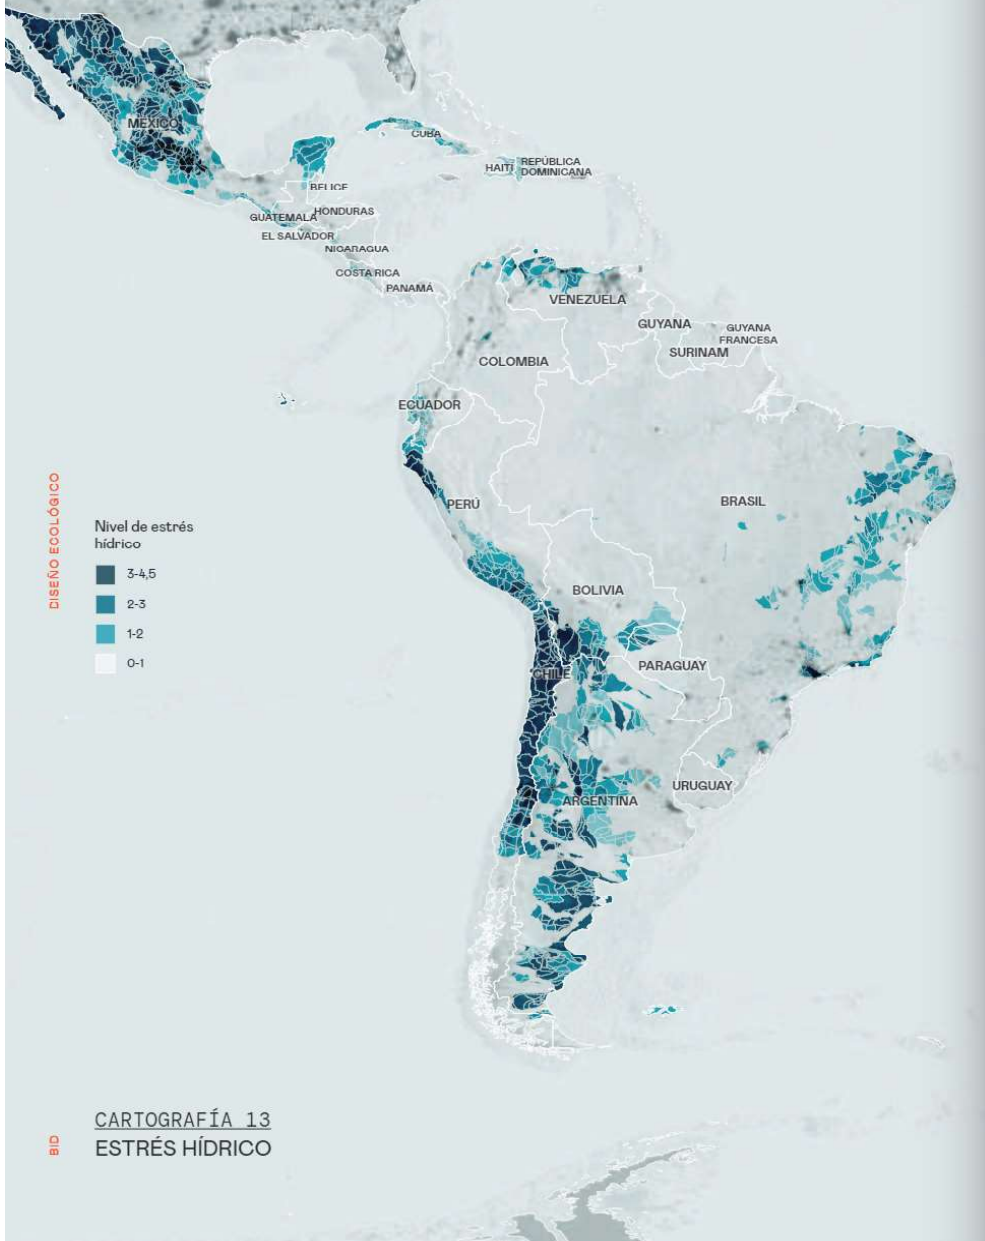 MÉXICO
CUBA
HAITÍ
REPÚBLICA
DOMINICANA
BELICE
GUATEMALA
HONDURAS
EL SALVADOR
NICARAGUA
COSTA RICA
PANAMÁ
VENEZUELA
GUYANA
GUYANA
FRANCESA
SURINAM
COLOMBIA
ECUADOR
PERÚ
BRASIL
BOLIVIA
PARAGUAY
CHILE
ARGENTINA
URUGUAY
DISEÑO ECOLÓGICO
Nivel de estrés
hídrico
3-4,5
2-3
1-2
0-1
BID
CARTOGRAFÍA 13
ESTRÉS HÍDRICO